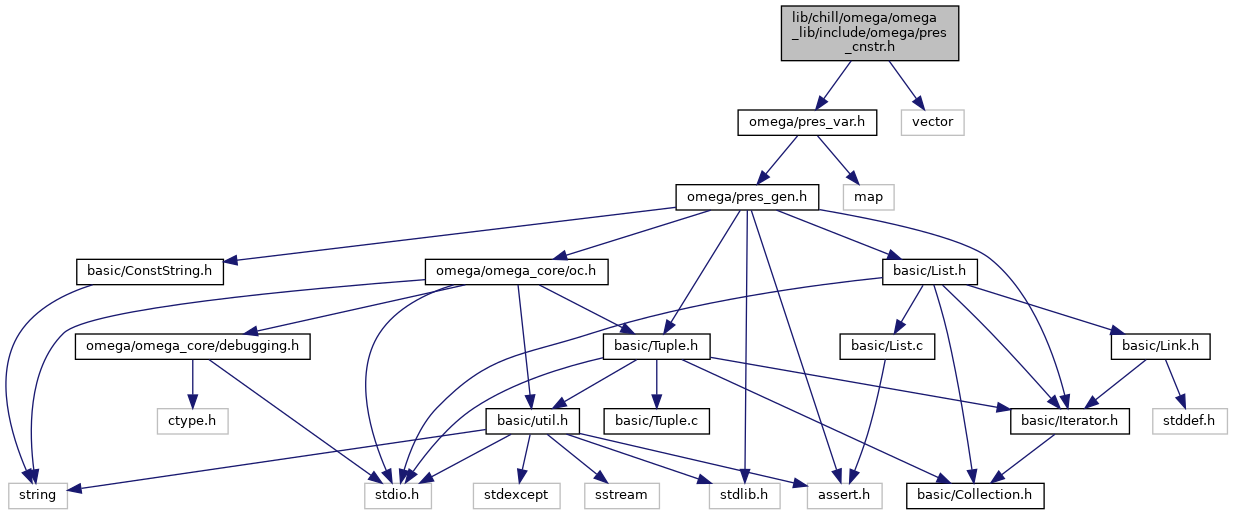 lib/chill/omega/omega
_lib/include/omega/pres
_cnstr.h
omega/pres_var.h
vector
omega/pres_gen.h
map
basic/ConstString.h
omega/omega_core/oc.h
basic/List.h
omega/omega_core/debugging.h
basic/Tuple.h
basic/List.c
basic/Link.h
ctype.h
basic/util.h
basic/Tuple.c
basic/Iterator.h
stddef.h
string
stdio.h
stdexcept
sstream
stdlib.h
assert.h
basic/Collection.h